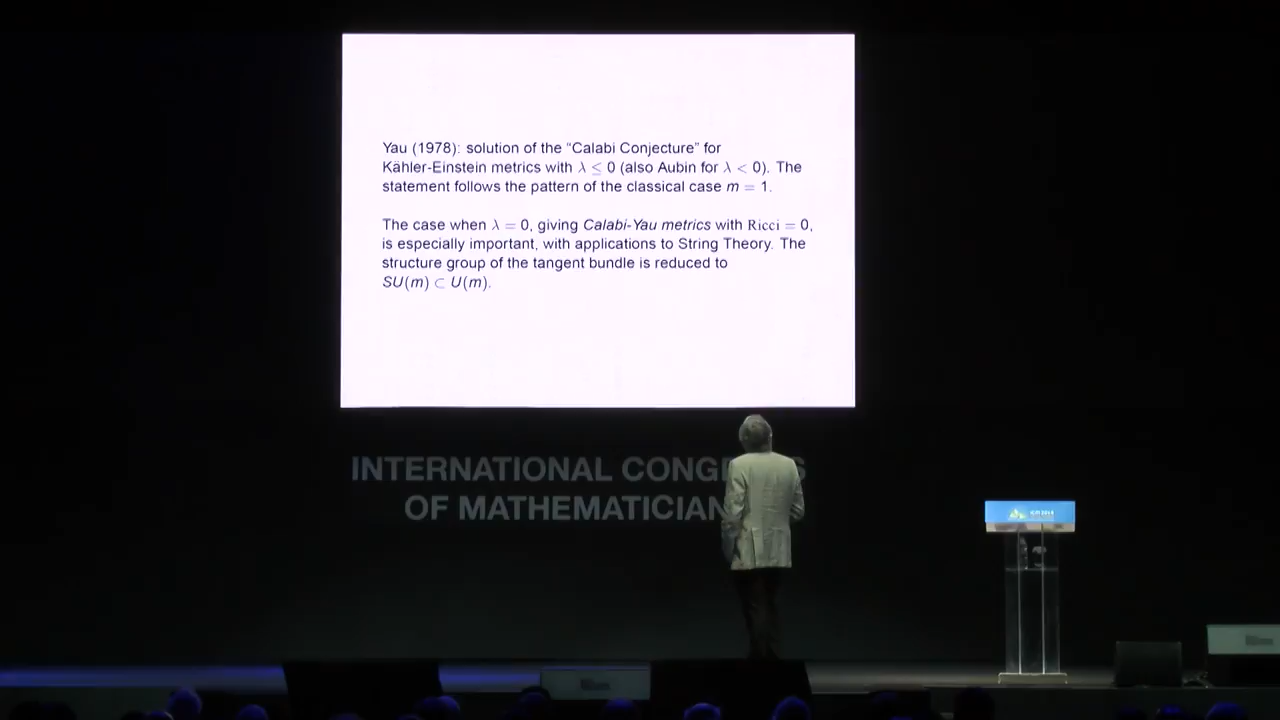 Yau (1978): solution of the “Calabi Conjecture” for
Kähler-Einstein metrics with λ ≤ 0 (also Aubin for λ < 0). The
statement follows the pattern of the classical case m = 1.
The case when λ = 0, giving Calabi-Yau metrics with Ricci = 0,
is especially important, with applications to String Theory. The
structure group of the tangent bundle is reduced to
SU(m) ⊂ U(m).
INTERNATIONAL CONGRESS
OF MATHEMATICIAN
ICM 2014